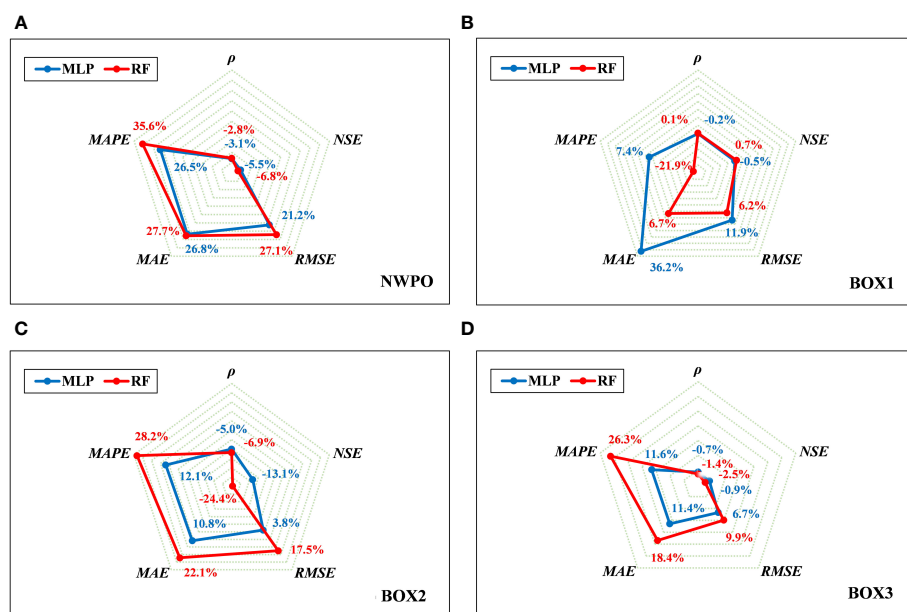 A
MLP RF
ρ
NSE
RMSE
MAE
MAPE
-2.8%
-3.1%
-5.5%
-6.8%
35.6%
26.5%
21.2%
27.1%
27.7%
26.8%
NWPO
B
MLP RF
ρ
NSE
RMSE
MAE
MAPE
0.1%
-0.2%
0.7%
-0.5%
7.4%
-21.9%
6.7%
6.2%
11.9%
36.2%
BOX1
C
MLP RF
ρ
NSE
RMSE
MAE
MAPE
-5.0%
-6.9%
28.2%
12.1%
-13.1%
-24.4%
10.8%
3.8%
17.5%
22.1%
BOX2
D
MLP RF
ρ
NSE
RMSE
MAE
MAPE
-0.7%
-1.4%
-2.5%
-0.9%
26.3%
11.6%
11.4%
6.7%
9.9%
18.4%
BOX3